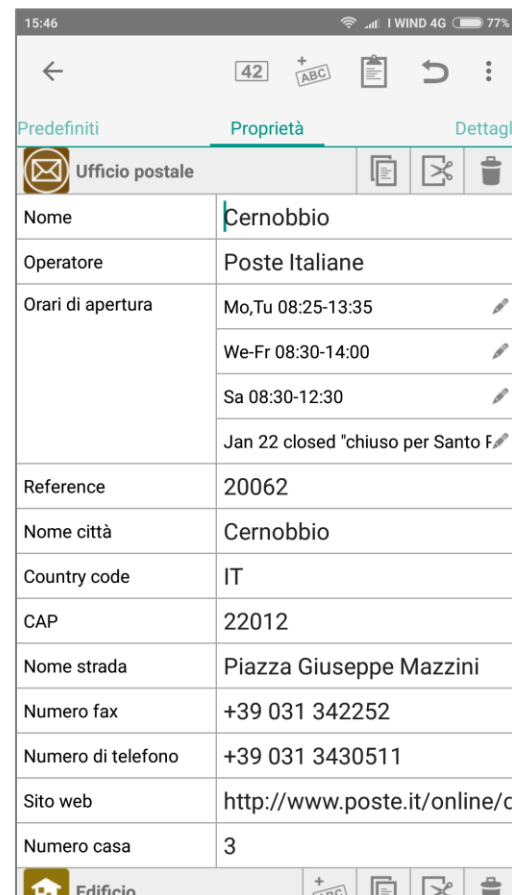 15:46 I WIND 4G 77%
42 + ABC
Predefiniti Proprietà Dettagl
Ufficio postale
Nome Cernobbio
Operatore Poste Italiane
Orari di apertura Mo,Tu 08:25-13:35
We-Fr 08:30-14:00
Sa 08:30-12:30
Jan 22 closed "chiuso per Santo P
Reference 20062
Nome città Cernobbio
Country code IT
CAP 22012
Nome strada Piazza Giuseppe Mazzini
Numero fax +39 031 342252
Numero di telefono +39 031 3430511
Sito web http://www.poste.it/online/c
Numero casa 3
Edificio + ABC